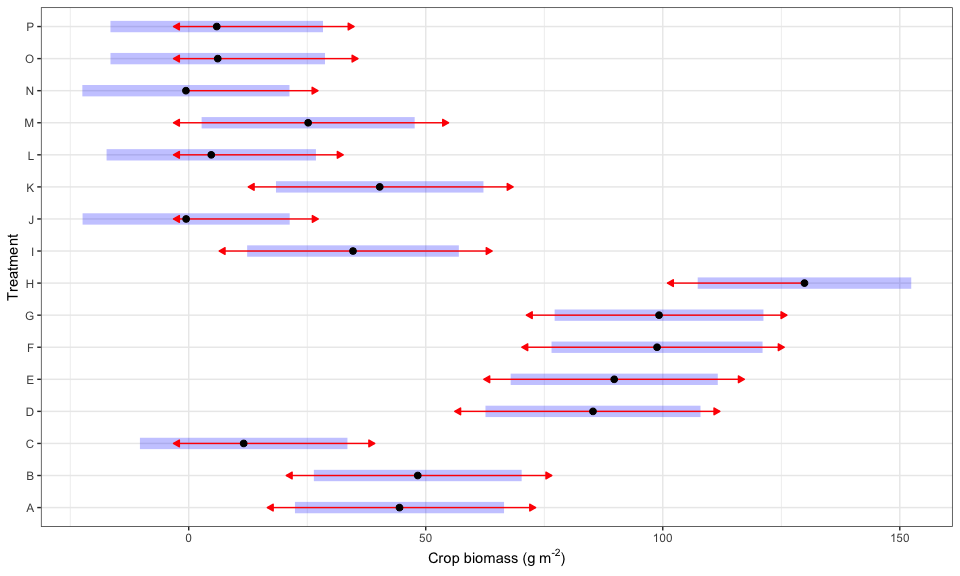 P
O
N
M
L
K
J
I
H
G
F
E
D
C
B
A
Treatment
0 50 100 150
Crop biomass (g m⁻²)